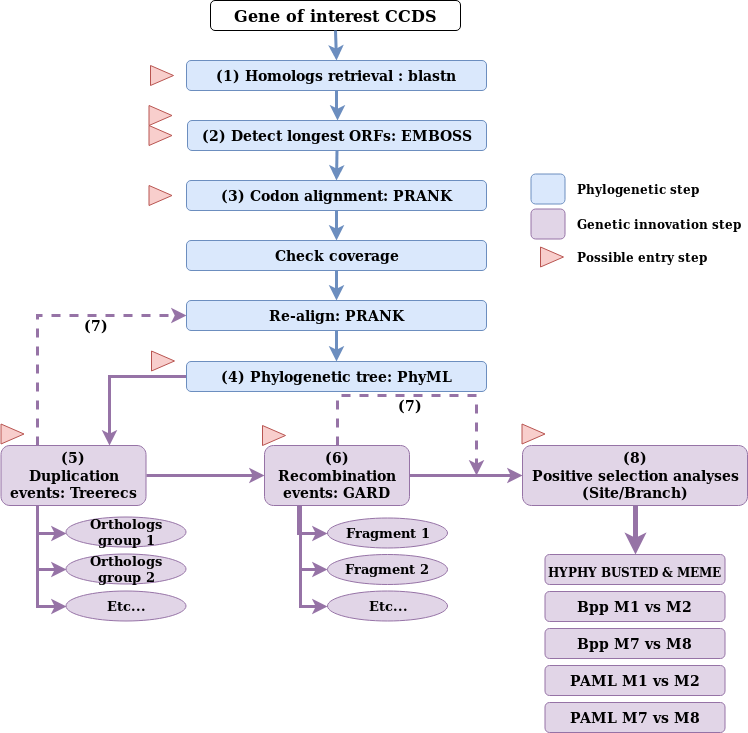 Gene of interest CCDS
(1) Homologs retrieval : blastn
(2) Detect longest ORFs: EMBOSS
(3) Codon alignment: PRANK
Check coverage
Re-align: PRANK
(4) Phylogenetic tree: PhyML
Phylogenetic step
Genetic innovation step
Possible entry step
(7)
(7)
(5)
Duplication
events: Treerecs
(6)
Recombination
events: GARD
(8)
Positive selection analyses
(Site/Branch)
Orthologs
group 1
Orthologs
group 2
Etc...
Fragment 1
Fragment 2
Etc...
HYPHY BUSTED & MEME
Bpp M1 vs M2
Bpp M7 vs M8
PAML M1 vs M2
PAML M7 vs M8